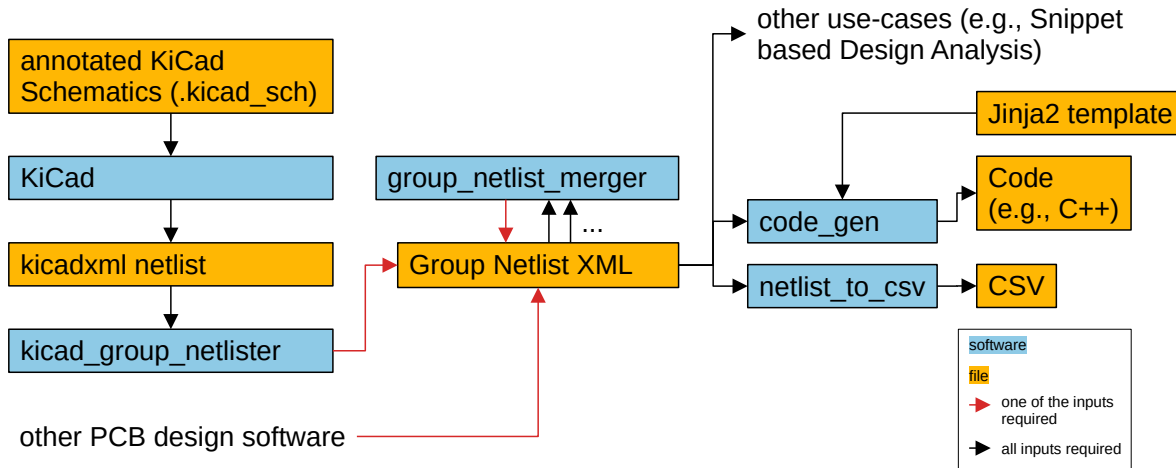 other use-cases (e.g., Snippet
based Design Analysis)
annotated KiCad
Schematics (.kicad_sch)
Jinja2 template
KiCad
group_netlist_merger
Code
(e.g., C++)
code_gen
...
kicadxml netlist
Group Netlist XML
netlist_to_csv
CSV
kicad_group_netlister
software
file
one of the inputs
required
all inputs required
other PCB design software